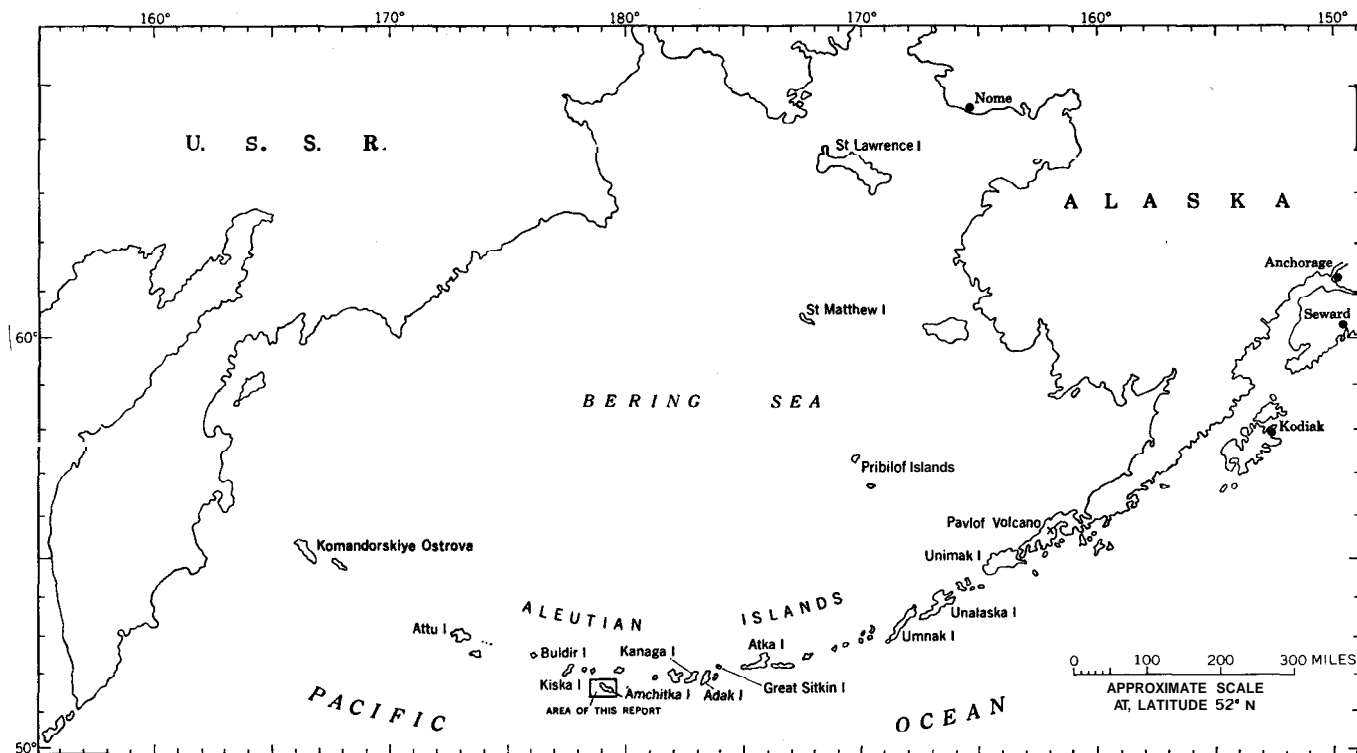 160° 170° 180° 170° 160° 150°
Nome
U. S. S. R.
St Lawrence I
A L A S K A
Anchorage
St Matthew I
Seward
60°
BERING SEA
Kodiak
Pribilof Islands
Pavlof Volcano
Komandorskiye Ostrova
Unimak I
ALEUTIAN ISLANDS
Attu I
Unalaska I
Umnak I
Buldir I
Kanaga I
Atka I
Kiska I
Amchitka I
Adak I
Great Sitkin I
AREA OF THIS REPORT
0 100 200 300 MILES
APPROXIMATE SCALE
AT, LATITUDE 52° N
PACIFIC OCEAN
50°